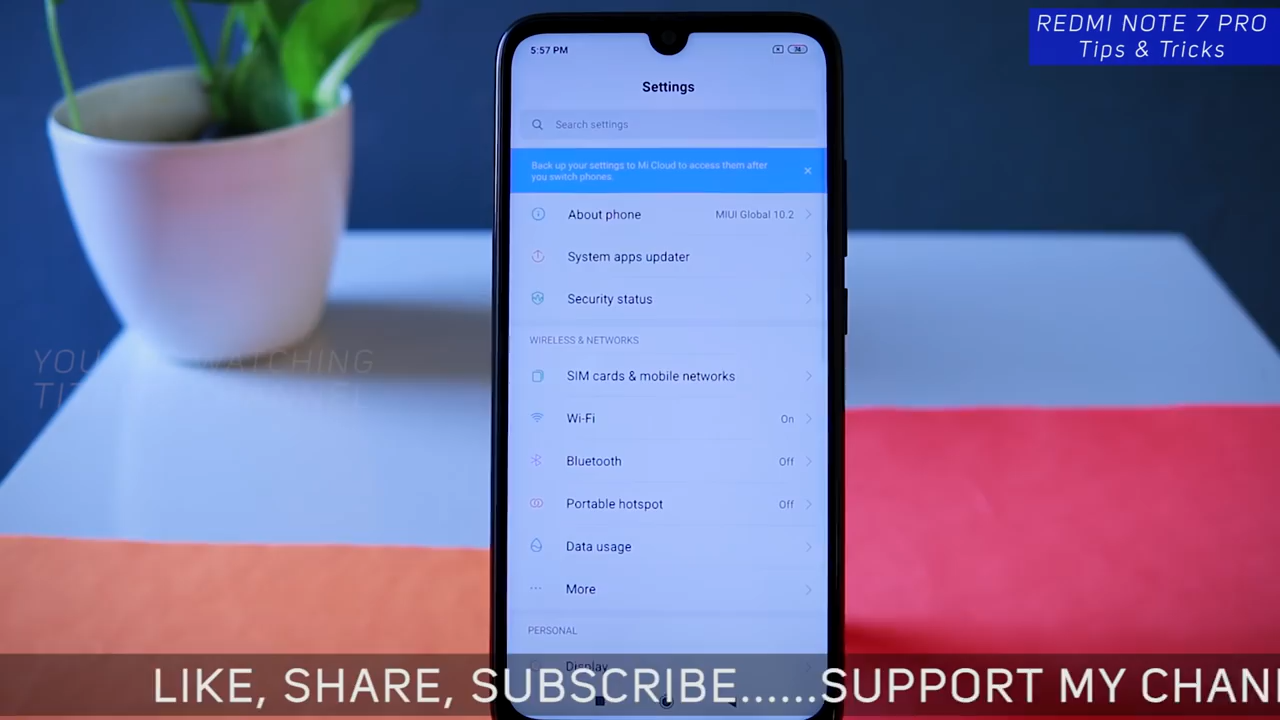 REDMI NOTE 7 PRO
Tips & Tricks
5:57 PM
Settings
Search settings
Back up your settings to Mi Cloud to access them after
you switch phones.
About phone MIUI Global 10.2
System apps updater
Security status
WIRELESS & NETWORKS
SIM cards & mobile networks
Wi-Fi On
Bluetooth Off
Portable hotspot Off
Data usage
More
PERSONAL
Display
YOU WATCHING
LIKE, SHARE, SUBSCRIBE......SUPPORT MY CHAN